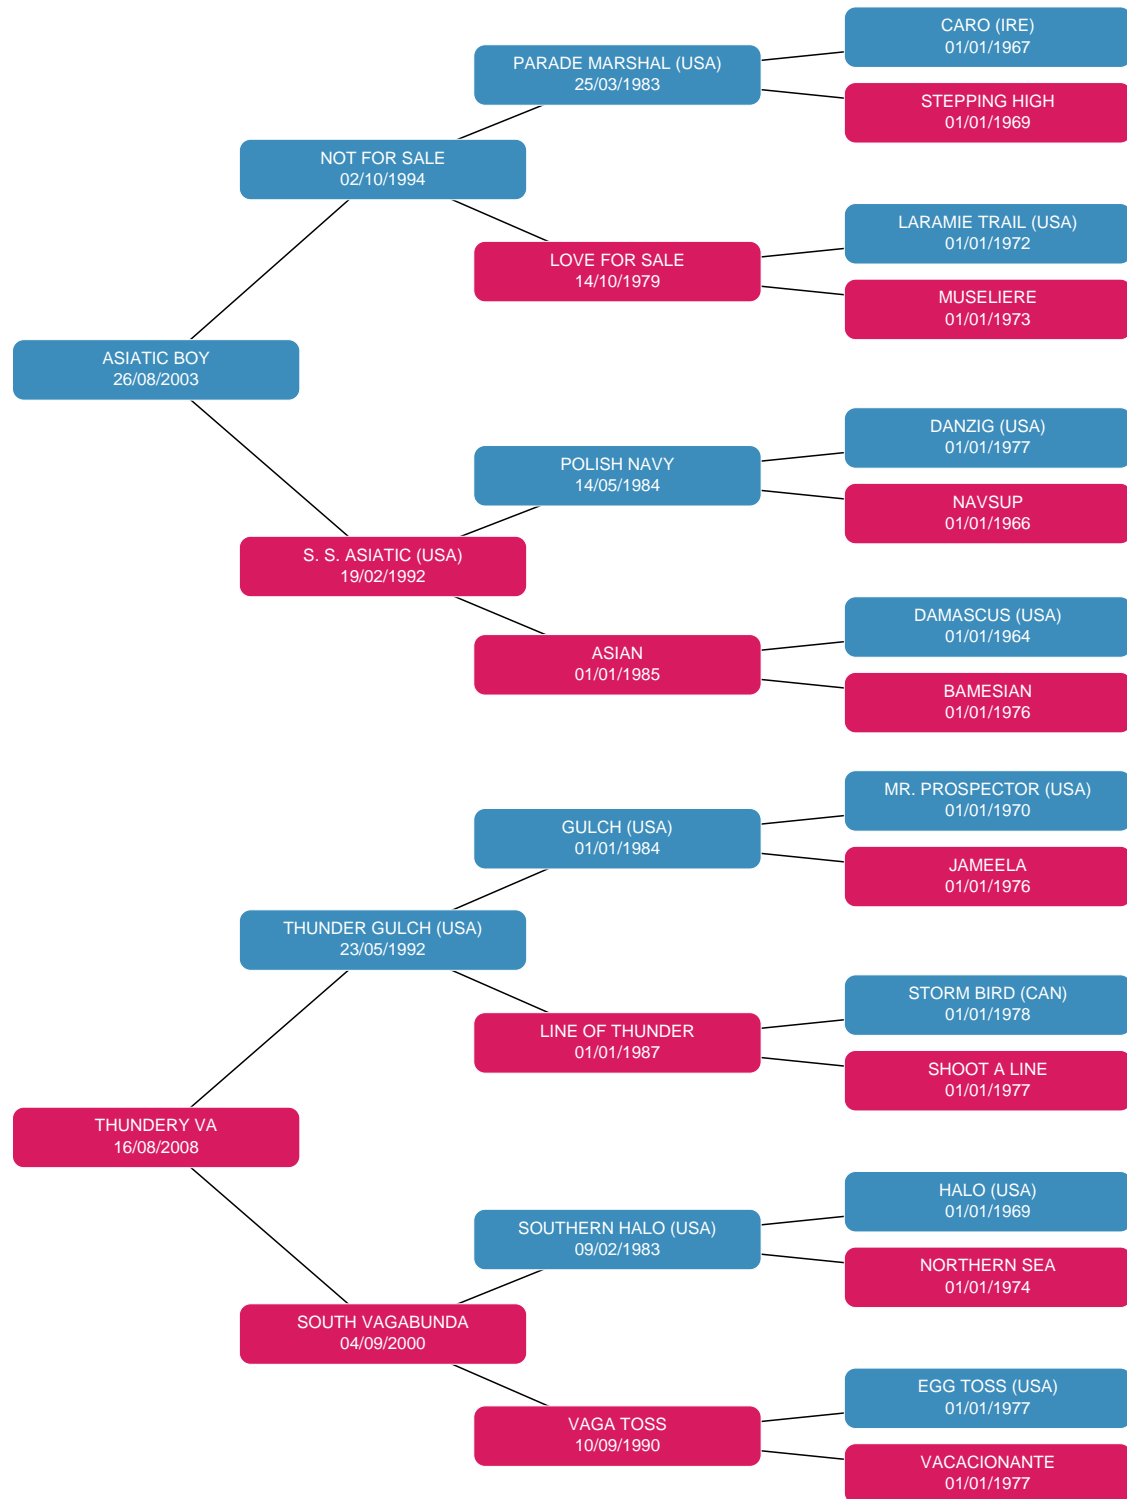 CARO (IRE)
01/01/1967
PARADE MARSHAL (USA)
25/03/1983
STEPPING HIGH
01/01/1969
NOT FOR SALE
02/10/1994
LARAMIE TRAIL (USA)
01/01/1972
LOVE FOR SALE
14/10/1979
MUSELIERE
01/01/1973
ASIATIC BOY
26/08/2003
DANZIG (USA)
01/01/1977
POLISH NAVY
14/05/1984
NAVSUP
01/01/1966
S. S. ASIATIC (USA)
19/02/1992
DAMASCUS (USA)
01/01/1964
ASIAN
01/01/1985
BAMESIAN
01/01/1976
MR. PROSPECTOR (USA)
01/01/1970
GULCH (USA)
01/01/1984
JAMEELA
01/01/1976
THUNDER GULCH (USA)
23/05/1992
STORM BIRD (CAN)
01/01/1978
LINE OF THUNDER
01/01/1987
SHOOT A LINE
01/01/1977
THUNDERY VA
16/08/2008
HALO (USA)
01/01/1969
SOUTHERN HALO (USA)
09/02/1983
NORTHERN SEA
01/01/1974
SOUTH VAGABUNDA
04/09/2000
EGG TOSS (USA)
01/01/1977
VAGA TOSS
10/09/1990
VACACIONANTE
01/01/1977